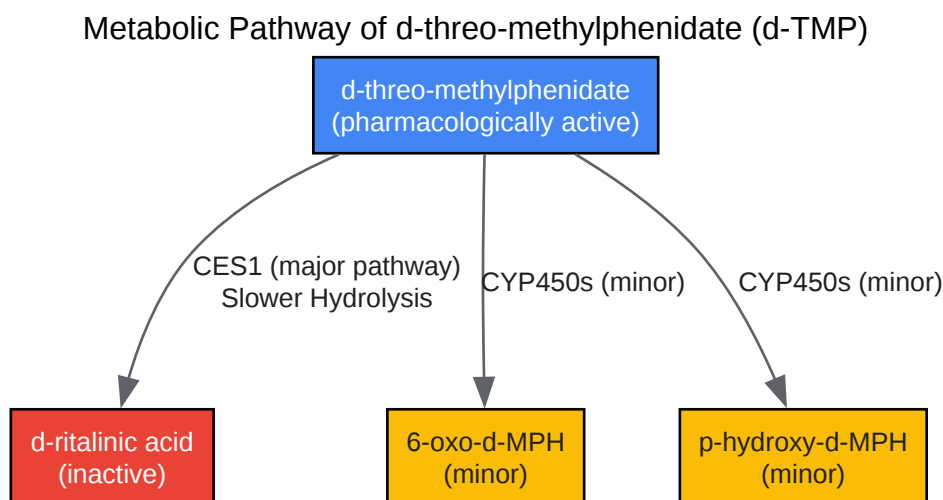 Metabolic Pathway of d-threo-methylphenidate (d-TMP)
d-threo-methylphenidate
(pharmacologically active)
CES1 (major pathway)
Slower Hydrolysis
CYP450s (minor)
CYP450s (minor)
d-ritalinic acid
(inactive)
6-oxo-d-MPH
(minor)
p-hydroxy-d-MPH
(minor)